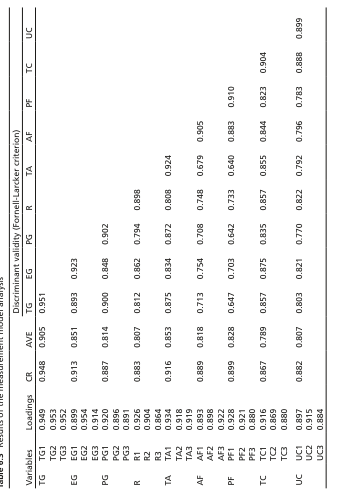 Results of the measurement model analysis
Discriminant validity (Fornell-Larcker criterion)
Variables Loadings CR AVE TG EG PG R TA AF PF TC UC
TG TG1 0.949 0.948 0.905 0.951
TG2 0.953
TG3 0.952
EG EG1 0.899 0.913 0.851 0.893 0.923
EG2 0.954
EG3 0.914
PG PG1 0.920 0.887 0.814 0.900 0.848 0.902
PG2 0.896
PG3 0.891
R R1 0.926 0.883 0.807 0.812 0.862 0.794 0.898
R2 0.904
R3 0.864
TA TA1 0.934 0.916 0.853 0.875 0.834 0.872 0.808 0.924
TA2 0.918
TA3 0.919
AF AF1 0.893 0.889 0.818 0.713 0.754 0.708 0.748 0.679 0.905
AF2 0.898
AF3 0.922
PF PF1 0.928 0.899 0.828 0.647 0.703 0.642 0.733 0.640 0.883 0.910
PF2 0.921
PF3 0.880
TC TC1 0.916 0.867 0.789 0.857 0.875 0.835 0.857 0.855 0.844 0.823 0.904
TC2 0.869
TC3 0.880
UC UC1 0.897 0.882 0.807 0.803 0.821 0.770 0.822 0.792 0.796 0.783 0.888 0.899
UC2 0.915
UC3 0.884